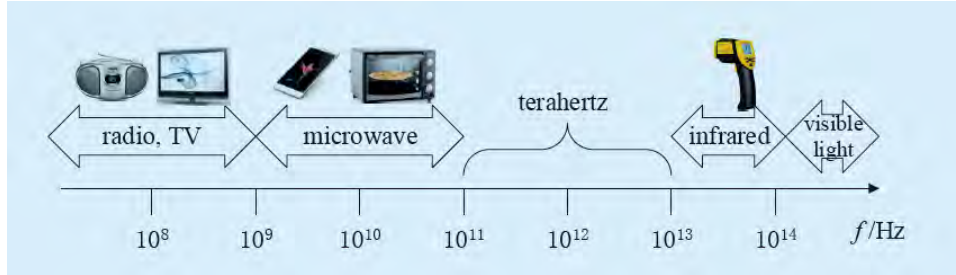 terahertz
radio, TV
microwave
infrared
visible
light
10⁸
10⁹
10¹⁰
10¹¹
10¹²
10¹³
10¹⁴
f/Hz